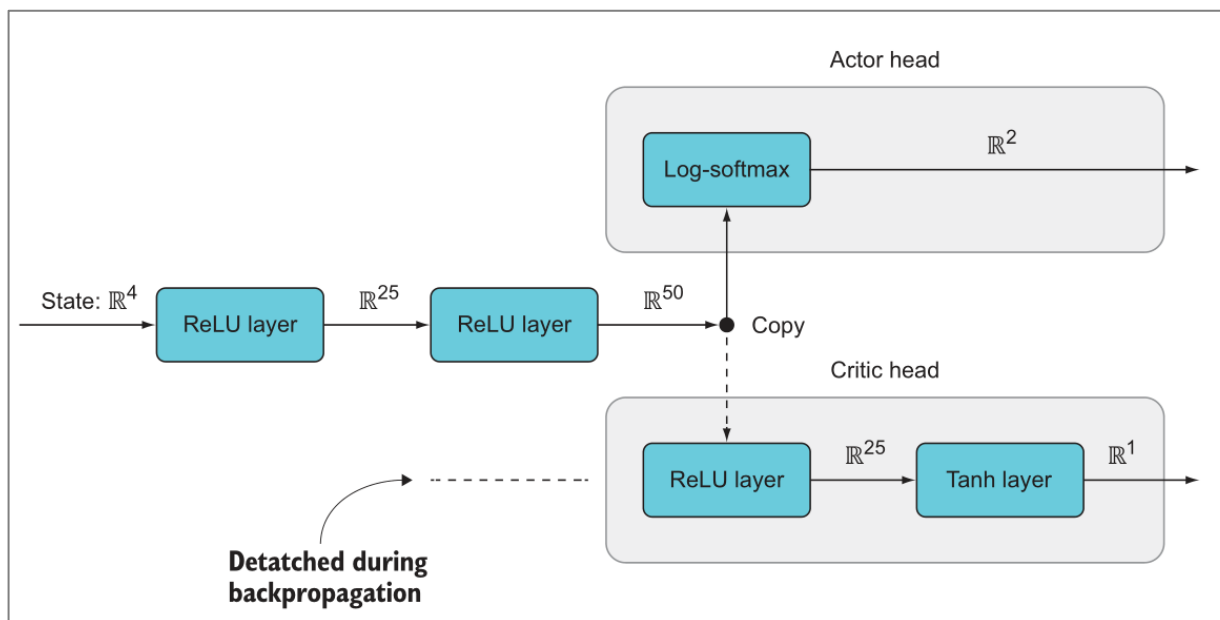 Actor head
Log-softmax
ℝ²
State: ℝ⁴
ReLU layer
ℝ²⁵
ReLU layer
ℝ⁵⁰
Copy
Critic head
ReLU layer
ℝ²⁵
Tanh layer
ℝ¹
Detatched during
backpropagation